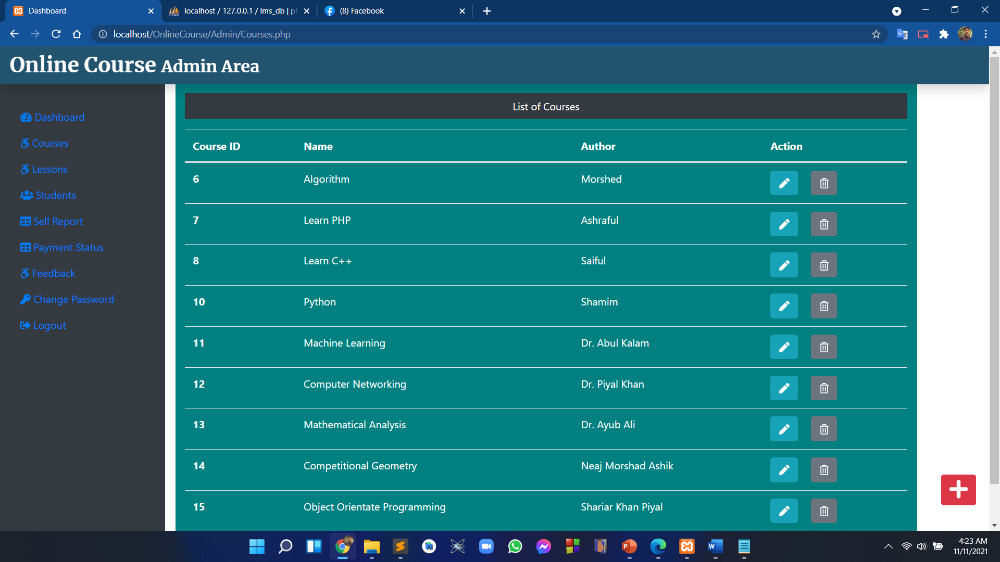 Dashboard
localhost / 127.0.0.1 / lms_db | ph
(8) Facebook
localhost/OnlineCourse/Admin/Courses.php
Online Course Admin Area
Dashboard
Courses
Lessons
Students
Sell Report
Payment Status
Feedback
Change Password
Logout
List of Courses
Course ID Name Author Action
6 Algorithm Morshed
7 Learn PHP Ashraful
8 Learn C++ Saiful
10 Python Shamim
11 Machine Learning Dr. Abul Kalam
12 Computer Networking Dr. Piyal Khan
13 Mathematical Analysis Dr. Ayub Ali
14 Competitional Geometry Neaj Morshad Ashik
15 Object Orientate Programming Shariar Khan Piyal
4:23 AM
11/11/2021